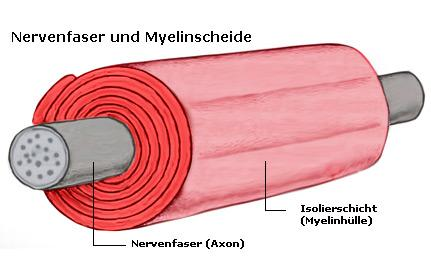 Nervenfaser und Myelinscheide
Isolierschicht
(Myelinhülle)
Nervenfaser (Axon)